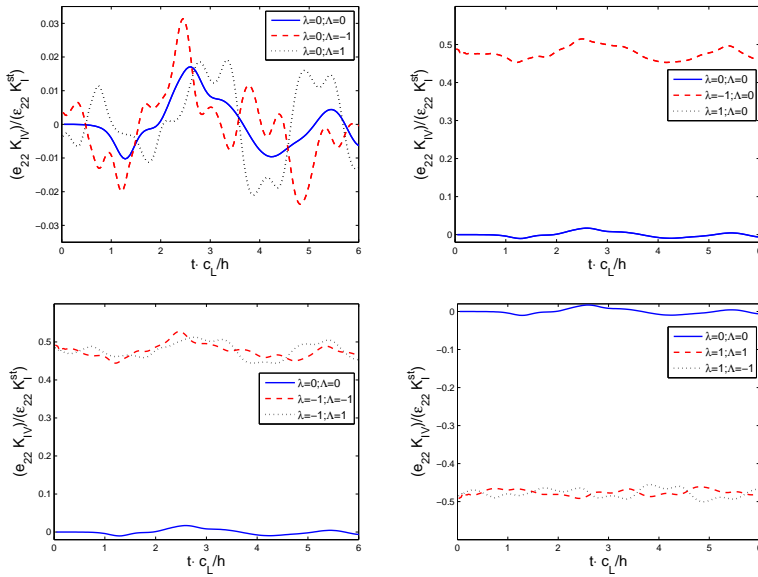 0.03
0.02
0.01
0
-0.01
-0.02
-0.03
0 1 2 3 4 5 6
(e22 KIV)/(ε22 KIst)
t· cL/h
λ=0;Λ=0
λ=0;Λ=-1
λ=0;Λ=1
0.5
0.4
0.3
0.2
0.1
0
0 1 2 3 4 5 6
(e22 KIV)/(ε22 KIst)
t· cL/h
λ=0;Λ=0
λ=-1;Λ=0
λ=1;Λ=0
0.5
0.4
0.3
0.2
0.1
0
0 1 2 3 4 5 6
(e22 KIV)/(ε22 KIst)
t· cL/h
λ=0;Λ=0
λ=-1;Λ=-1
λ=-1;Λ=1
0
-0.1
-0.2
-0.3
-0.4
-0.5
0 1 2 3 4 5 6
(e22 KIV)/(ε22 KIst)
t· cL/h
λ=0;Λ=0
λ=1;Λ=1
λ=1;Λ=-1